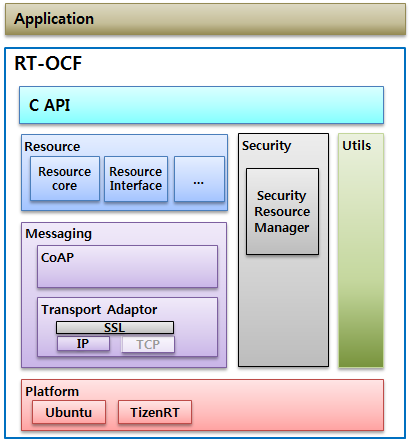 Application
RT-OCF
C API
Resource
Resource
core
Resource
Interface
...
Security
Security
Resource
Manager
Utils
Messaging
CoAP
Transport Adaptor
SSL
IP
TCP
Platform
Ubuntu
TizenRT